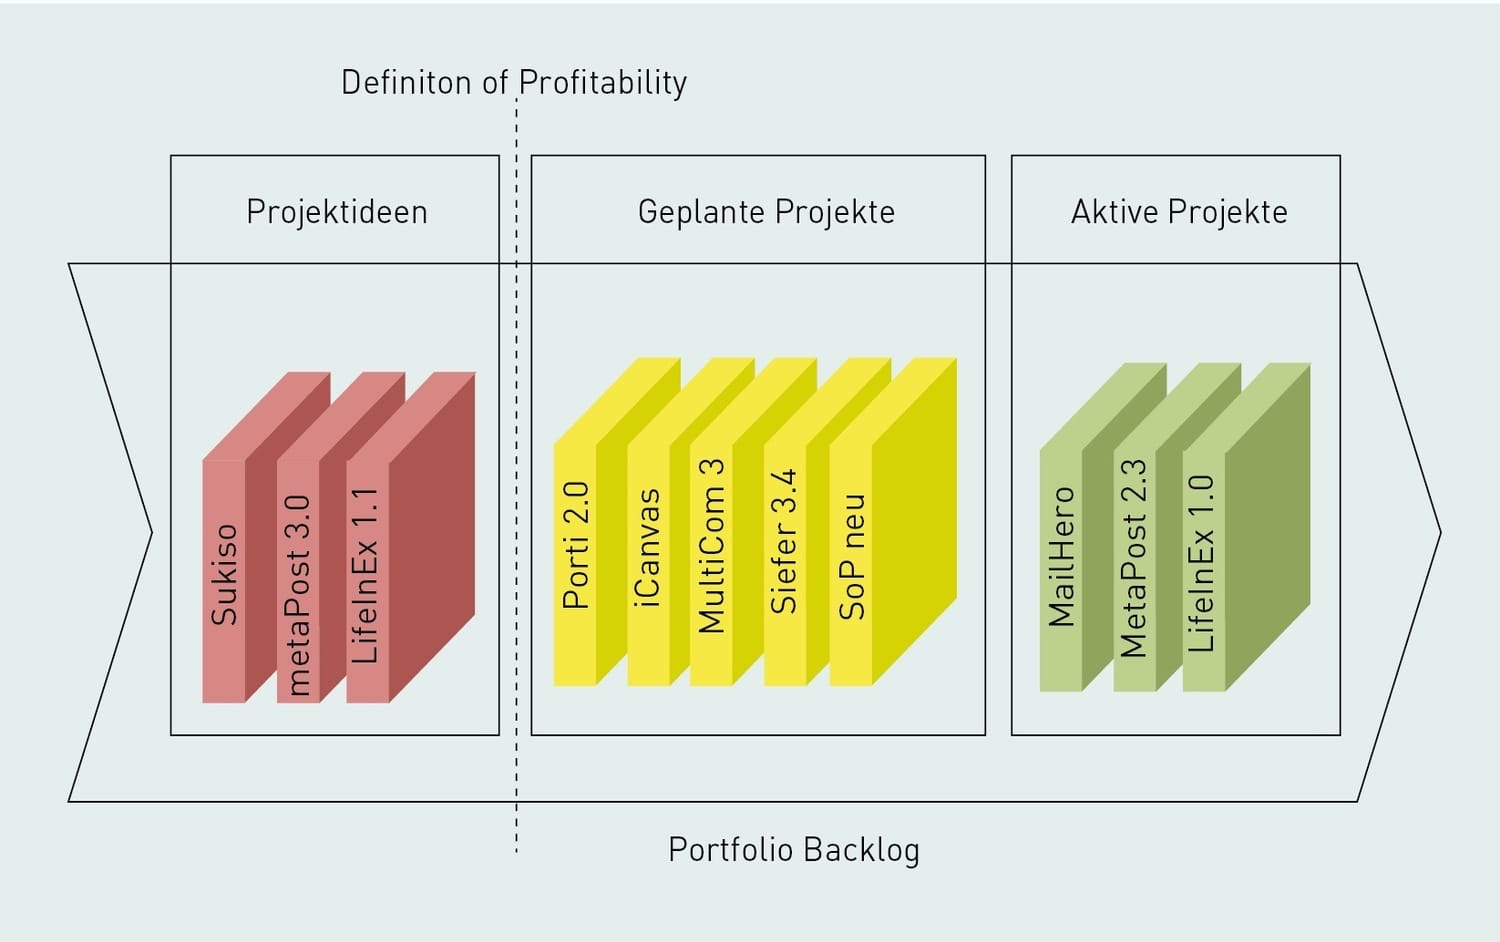 Definiton of Profitability
Projektideen
Geplante Projekte
Aktive Projekte
Sukiso
metaPost 3.0
LifeInEx 1.1
Porti 2.0
iCanvas
MultiCom 3
Siefer 3.4
SoP neu
MailHero
MetaPost 2.3
LifeInEx 1.0
Portfolio Backlog